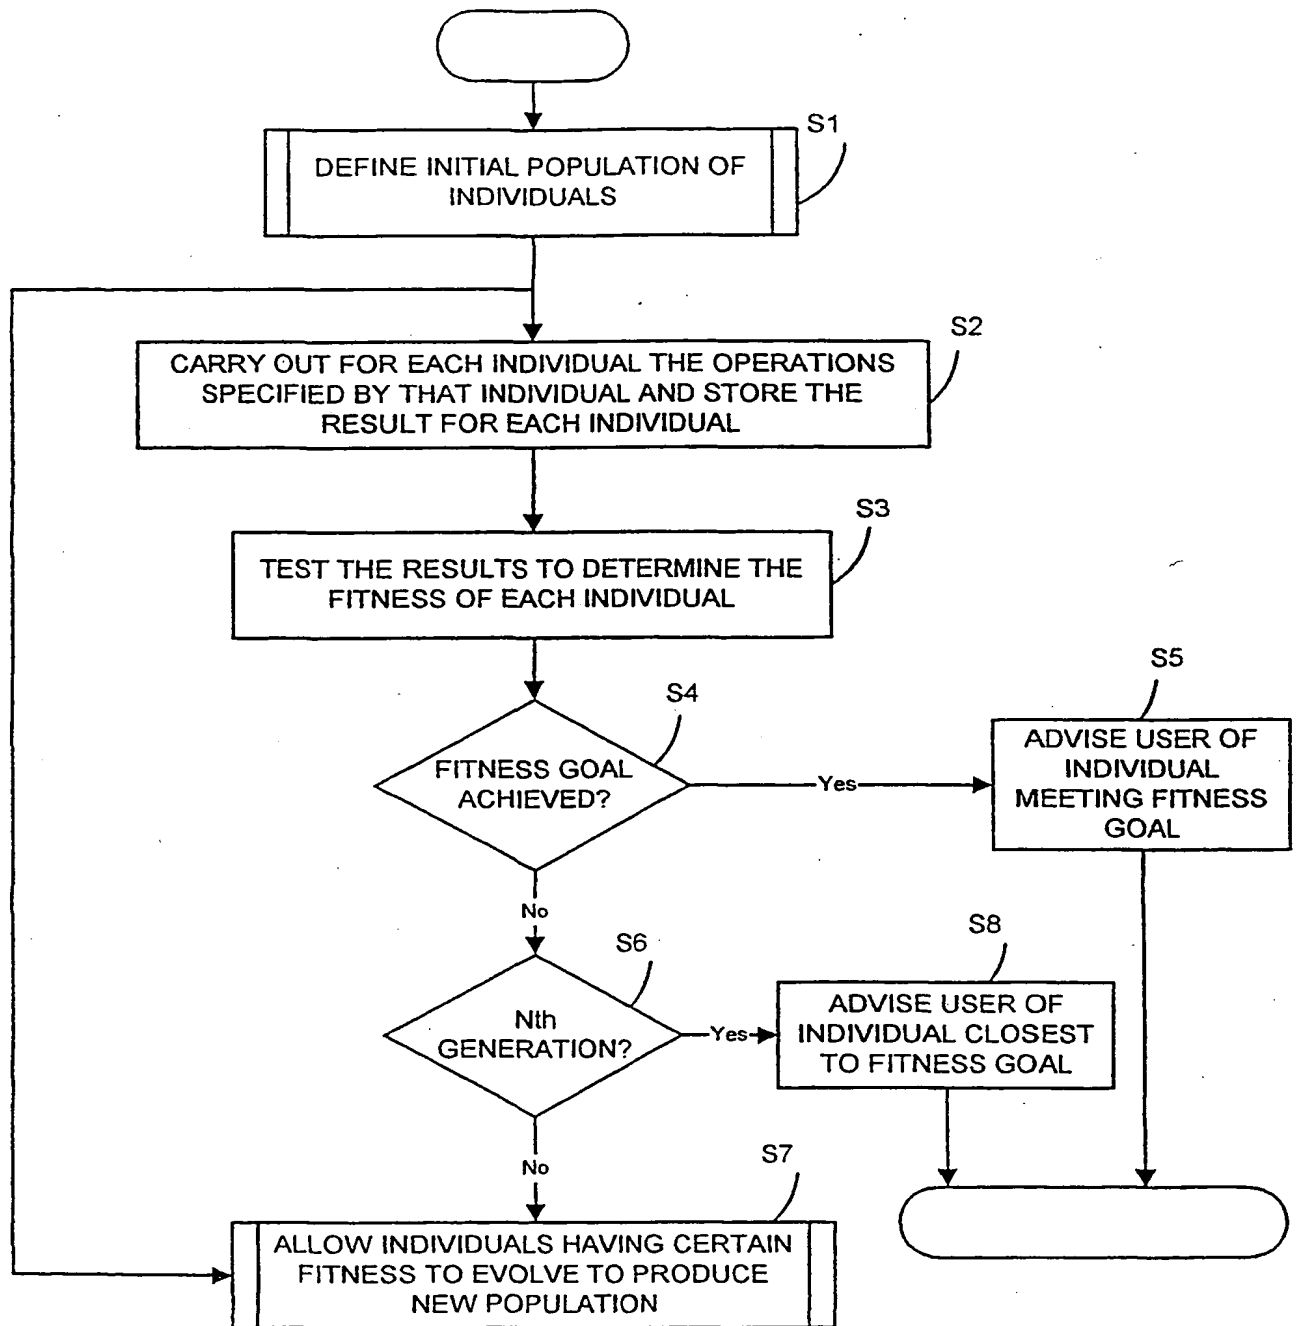 S1
DEFINE INITIAL POPULATION OF
INDIVIDUALS
S2
CARRY OUT FOR EACH INDIVIDUAL THE OPERATIONS
SPECIFIED BY THAT INDIVIDUAL AND STORE THE
RESULT FOR EACH INDIVIDUAL
S3
TEST THE RESULTS TO DETERMINE THE
FITNESS OF EACH INDIVIDUAL
S4
FITNESS GOAL
ACHIEVED?
Yes
S5
ADVISE USER OF
INDIVIDUAL
MEETING FITNESS
GOAL
No
S6
Nth
GENERATION?
Yes
S8
ADVISE USER OF
INDIVIDUAL CLOSEST
TO FITNESS GOAL
No
S7
ALLOW INDIVIDUALS HAVING CERTAIN
FITNESS TO EVOLVE TO PRODUCE
NEW POPULATION